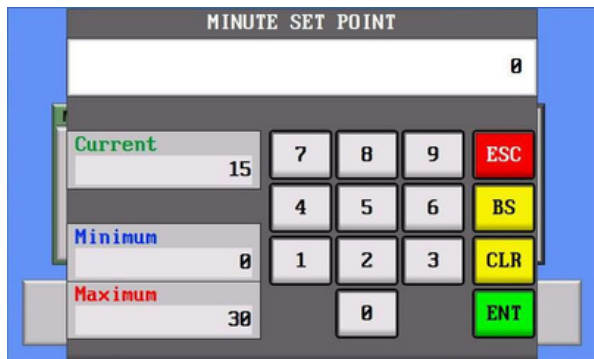 MINUTE SET POINT
0
Current
15
7 8 9 ESC
4 5 6 BS
Minimum
0
1 2 3 CLR
Maximum
30
0 ENT